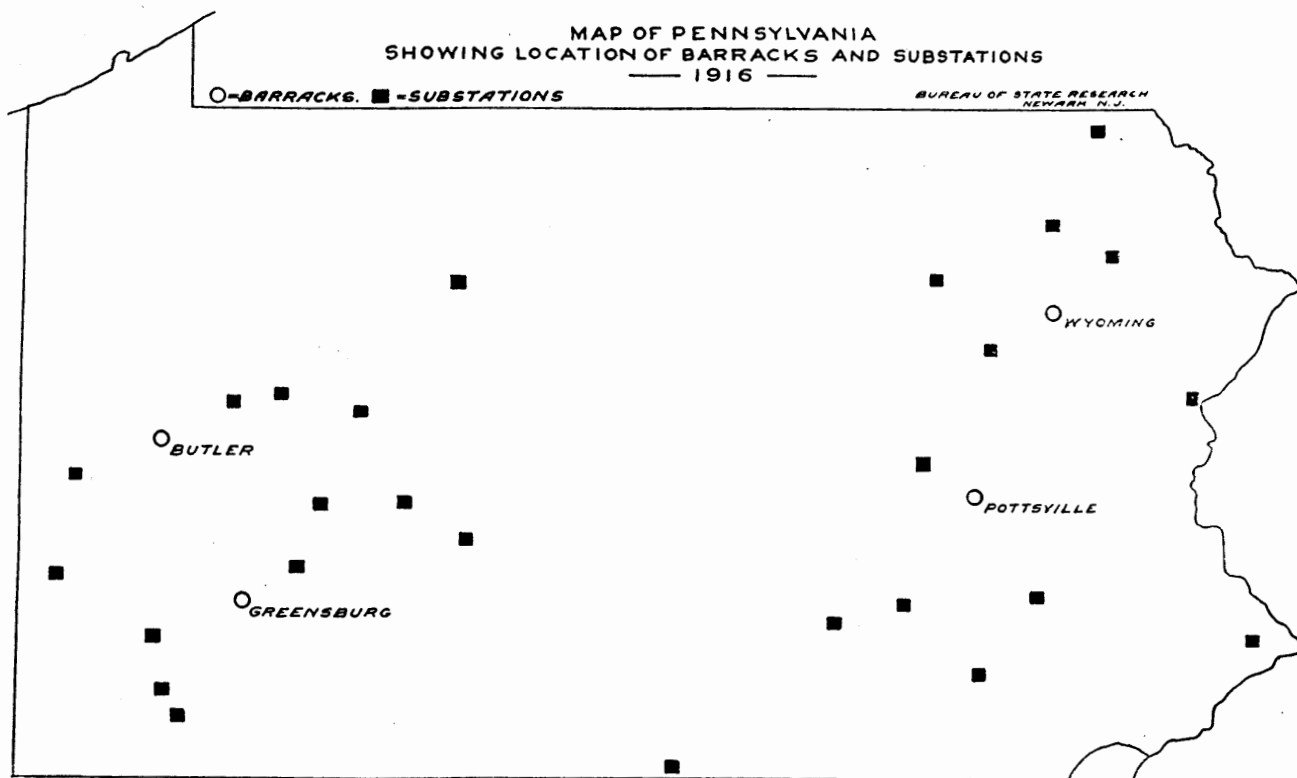 MAP OF PENNSYLVANIA
SHOWING LOCATION OF BARRACKS AND SUBSTATIONS
1916
=BARRACKS. =SUBSTATIONS
BUREAU OF STATE RESEARCH
NEWARK N.J.
WYOMING
BUTLER
POTTSVILLE
GREENSBURG